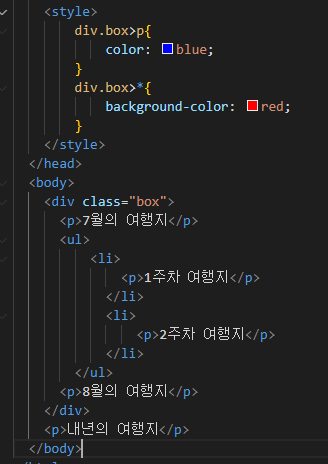 <style>
div.box>p{
color: blue;
}
div.box>*{
background-color: red;
}
</style>
</head>
<body>
<div class="box">
<p>7월의 여행지</p>
<ul>
<li>
<p>1주차 여행지</p>
</li>
<li>
<p>2주차 여행지</p>
</li>
</ul>
<p>8월의 여행지</p>
</div>
<p>내년의 여행지</p>
</body>